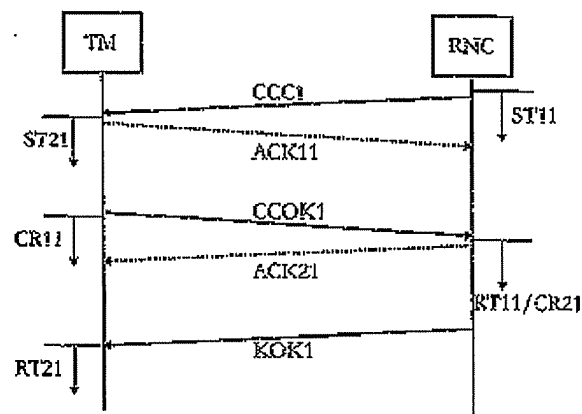 TM
RNC
CCC1
ST11
ST21
ACK11
CCOK1
CR11
ACK21
RT11/CR21
KOK1
RT21